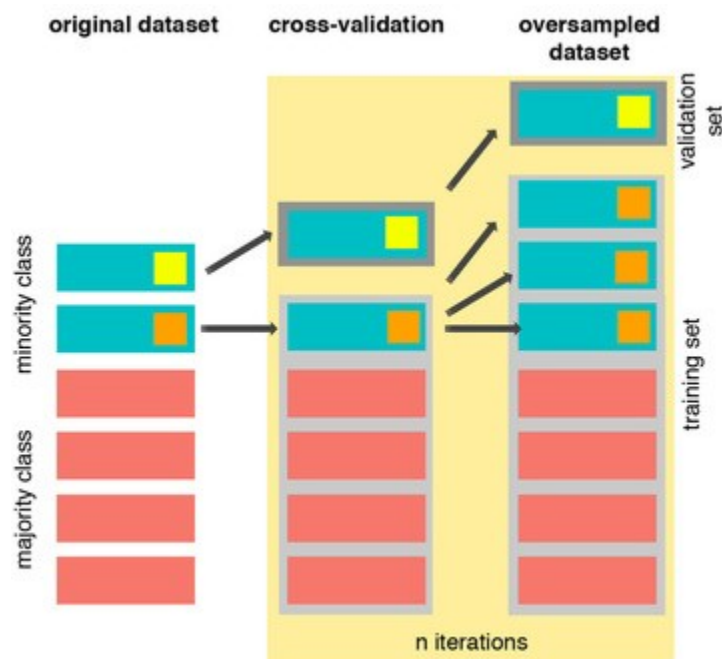 original dataset
cross-validation
oversampled
dataset
validation
set
minority class
majority class
training set
n iterations